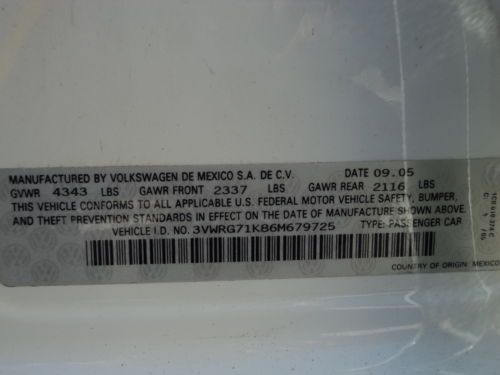 MANUFACTURED BY VOLKSWAGEN DE MEXICO S.A. DE C.V. DATE 09.05
GVWR 4343 LBS GAWR FRONT 2337 LBS GAWR REAR 2116 LBS
THIS VEHICLE CONFORMS TO ALL APPLICABLE U.S. FEDERAL MOTOR VEHICLE SAFETY, BUMPER,
AND THEFT PREVENTION STANDARDS IN EFFECT ON THE DATE OF MANUFACTURE SHOWN ABOVE.
VEHICLE I.D. NO. 3VWRG71K86M679725 TYPE: PASSENGER CAR
COUNTRY OF ORIGIN: MEXICO